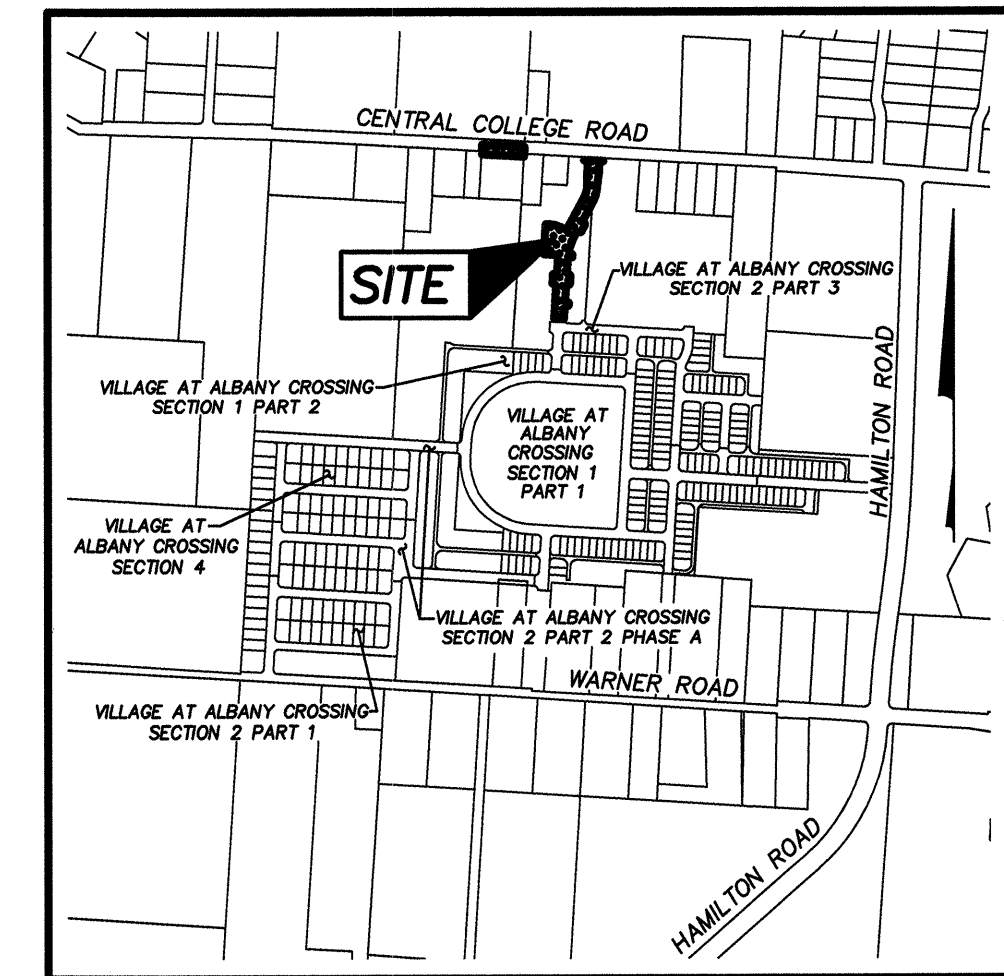 CENTRAL COLLEGE ROAD
SITE
VILLAGE AT ALBANY CROSSING
SECTION 2 PART 3
HAMILTON ROAD
VILLAGE AT ALBANY CROSSING
SECTION 1 PART 2
VILLAGE AT
ALBANY
CROSSING
SECTION 1
PART 1
VILLAGE AT
ALBANY CROSSING
SECTION 4
VILLAGE AT ALBANY CROSSING
SECTION 2 PART 2 PHASE A
WARNER ROAD
VILLAGE AT ALBANY CROSSING
SECTION 2 PART 1
HAMILTON ROAD